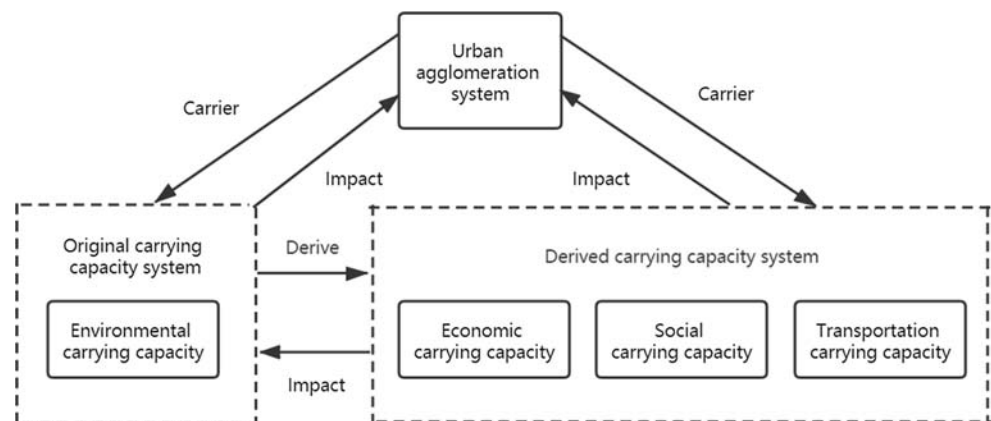 Urban
agglomeration
system
Carrier
Carrier
Impact
Impact
Original carrying
capacity system
Derive
Derived carrying capacity system
Environmental
carrying capacity
Economic
carrying capacity
Social
carrying capacity
Transportation
carrying capacity
Impact